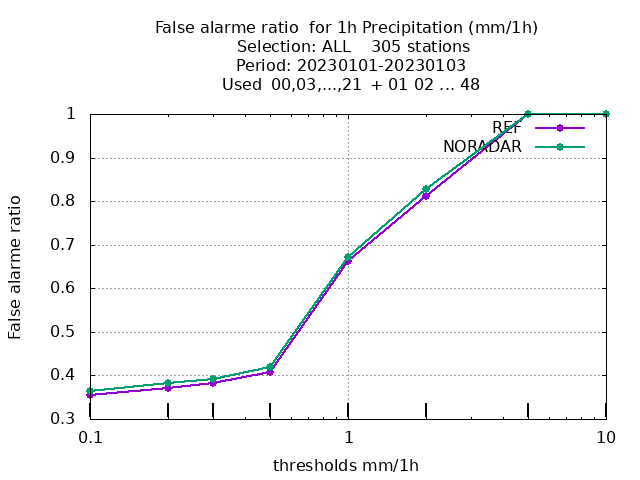 False alarme ratio  for 1h Precipitation (mm/1h)
Selection: ALL    305 stations
Period: 20230101-20230103
Used  00,03,...,21  + 01 02 ... 48
1
0.9
0.8
0.7
0.6
0.5
0.4
0.3
REF
NORADAR
False alarme ratio
0.1
1
10
thresholds mm/1h